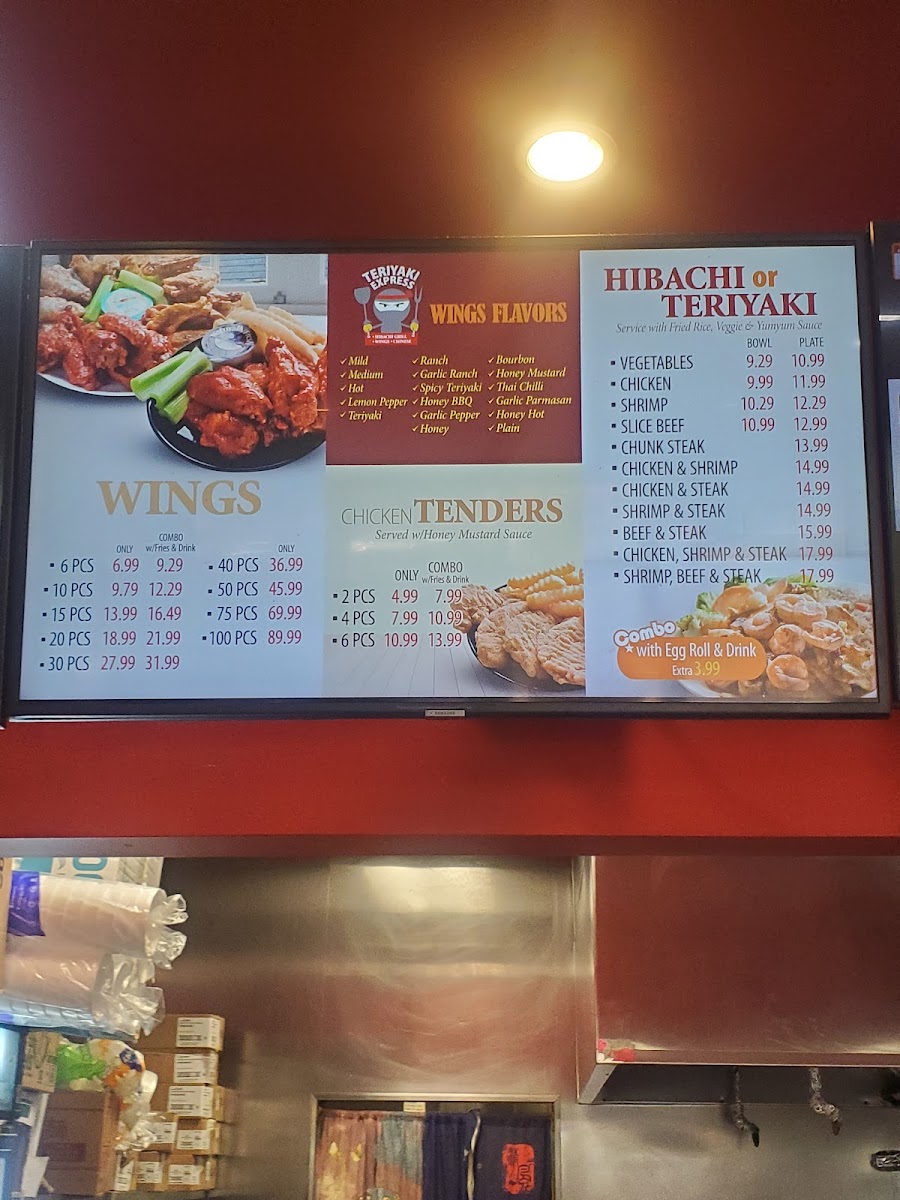 TERIYAKI
EXPRESS
• HIBACHI GRILL
• WINGS • CHINESE
WINGS FLAVORS
✓ Mild
✓ Medium
✓ Hot
✓ Lemon Pepper
✓ Teriyaki
✓ Ranch
✓ Garlic Ranch
✓ Spicy Teriyaki
✓ Honey BBQ
✓ Garlic Pepper
✓ Honey
✓ Bourbon
✓ Honey Mustard
✓ Thai Chilli
✓ Garlic Parmasan
✓ Honey Hot
✓ Plain
WINGS
ONLY COMBO
w/Fries & Drink
▪ 6 PCS 6.99 9.29
▪ 10 PCS 9.79 12.29
▪ 15 PCS 13.99 16.49
▪ 20 PCS 18.99 21.99
▪ 30 PCS 27.99 31.99
ONLY
▪ 40 PCS 36.99
▪ 50 PCS 45.99
▪ 75 PCS 69.99
▪ 100 PCS 89.99
CHICKEN TENDERS
Served w/Honey Mustard Sauce
ONLY COMBO
w/Fries & Drink
▪ 2 PCS 4.99 7.99
▪ 4 PCS 7.99 10.99
▪ 6 PCS 10.99 13.99
HIBACHI or
TERIYAKI
Service with Fried Rice, Veggie & Yumyum Sauce
BOWL PLATE
▪ VEGETABLES 9.29 10.99
▪ CHICKEN 9.99 11.99
▪ SHRIMP 10.29 12.29
▪ SLICE BEEF 10.99 12.99
▪ CHUNK STEAK 13.99
▪ CHICKEN & SHRIMP 14.99
▪ CHICKEN & STEAK 14.99
▪ SHRIMP & STEAK 14.99
▪ BEEF & STEAK 15.99
▪ CHICKEN, SHRIMP & STEAK 17.99
▪ SHRIMP, BEEF & STEAK 17.99
Combo
★ with Egg Roll & Drink
Extra 3.99
SAMSUNG